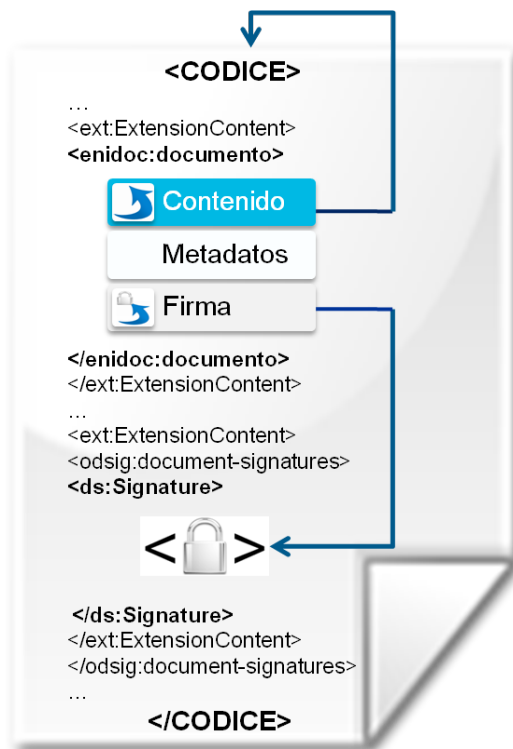 <CODICE>
…
<ext:ExtensionContent>
<enidoc:documento>
Contenido
Metadatos
Firma
</enidoc:documento>
</ext:ExtensionContent>
...
<ext:ExtensionContent>
<odsig:document-signatures>
<ds:Signature>
< >
</ds:Signature>
</ext:ExtensionContent>
</odsig:document-signatures>
...
</CODICE>